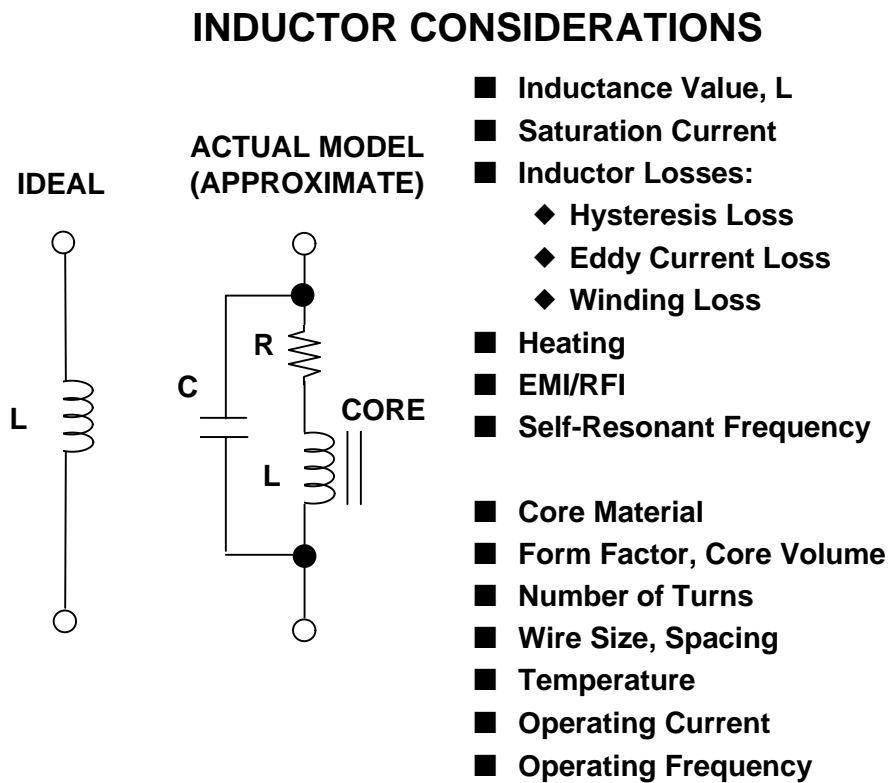 INDUCTOR CONSIDERATIONS
IDEAL
L
ACTUAL MODEL
(APPROXIMATE)
R
C
CORE
L
■ Inductance Value, L
■ Saturation Current
■ Inductor Losses:
◆ Hysteresis Loss
◆ Eddy Current Loss
◆ Winding Loss
■ Heating
■ EMI/RFI
■ Self-Resonant Frequency
■ Core Material
■ Form Factor, Core Volume
■ Number of Turns
■ Wire Size, Spacing
■ Temperature
■ Operating Current
■ Operating Frequency